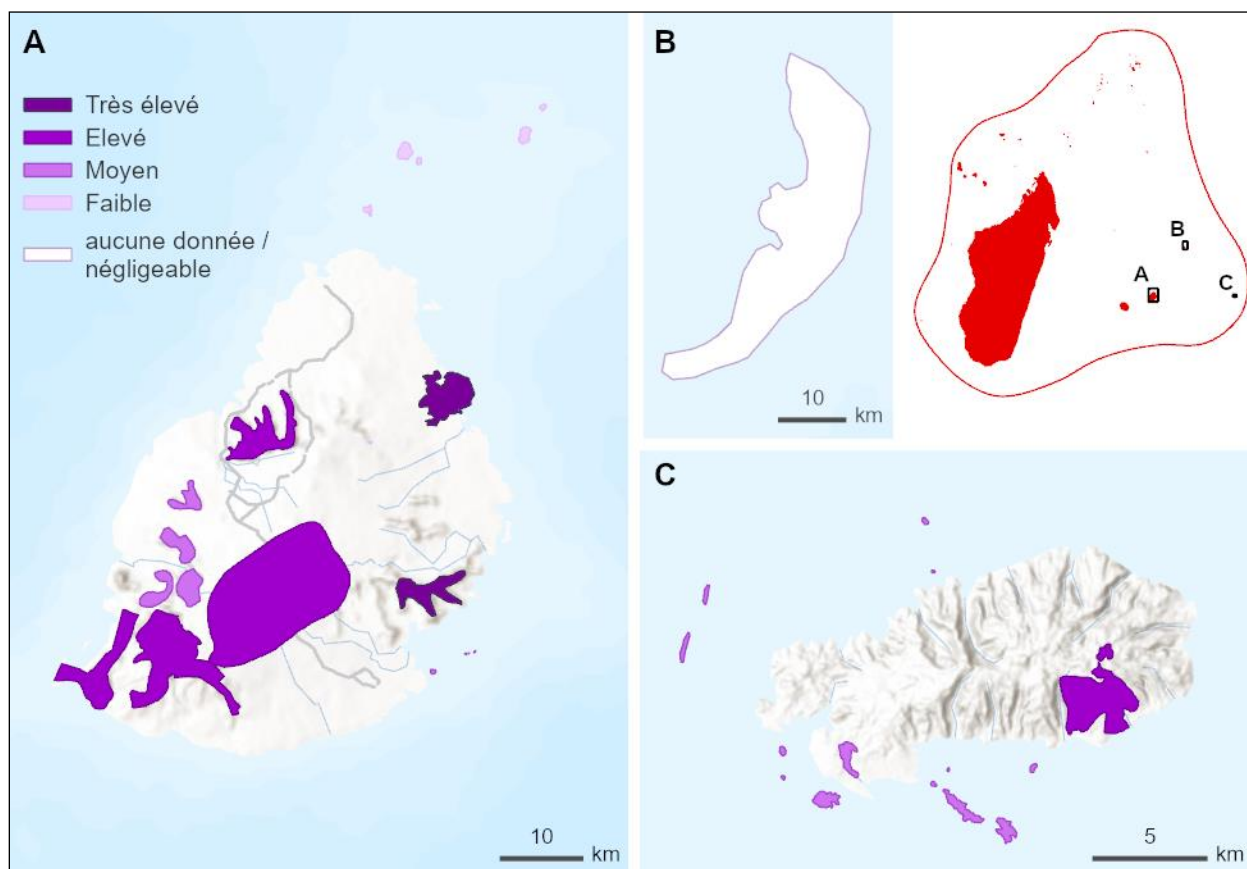 A
Très élevé
Elevé
Moyen
Faible
aucune donnée /
négligeable
10
km
B
10
km
A
B
C
C
5
km